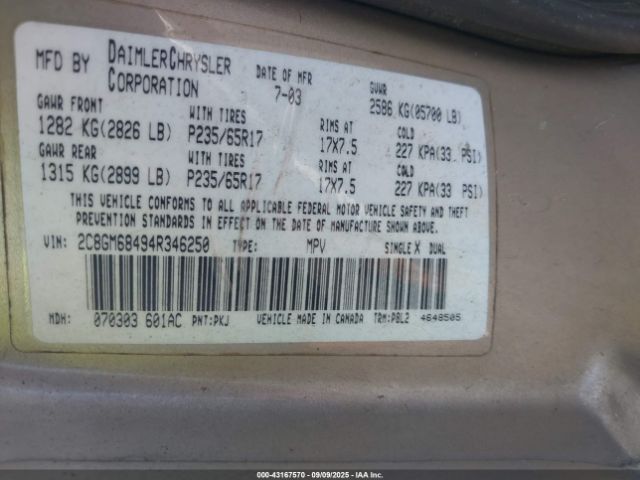 MFD BY DAIMLERCHRYSLER CORPORATION DATE OF MFR 7-03 GVWR 2586 KG(05700 LB)
GAWR FRONT WITH TIRES RIMS AT COLD
1282 KG(2826 LB) P235/65R17 17X7.5 227 KPA(33 PSI)
GAWR REAR WITH TIRES RIMS AT COLD
1315 KG(2899 LB) P235/65R17 17X7.5 227 KPA(33 PSI)
THIS VEHICLE CONFORMS TO ALL APPLICABLE FEDERAL MOTOR VEHICLE SAFETY AND THEFT
PREVENTION STANDARDS IN EFFECT ON THE DATE OF MANUFACTURE SHOWN ABOVE.
VIN: 2C8GM68494R346250 TYPE: MPV SINGLE X DUAL
MDH: 070303 601AC PNT:PKJ VEHICLE MADE IN CANADA TRM:P8L2 4648505
000-43167570 - 09/09/2025 - IAA Inc.